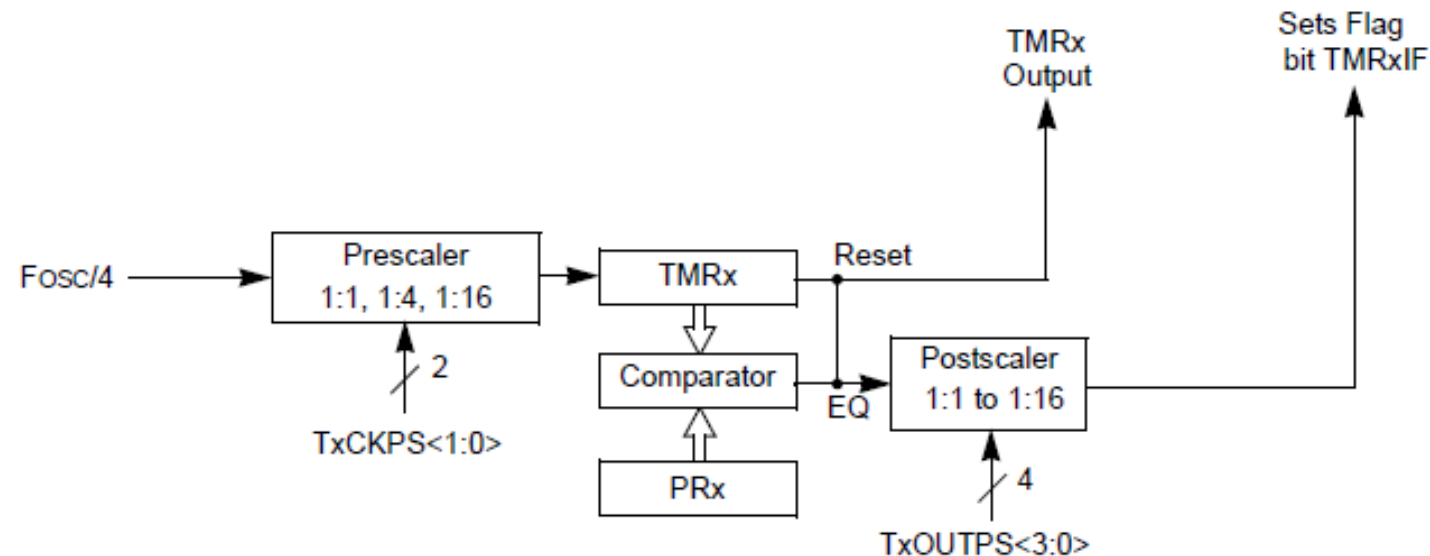 TMRx
Output
Sets Flag
bit TMRxIF
Fosc/4
Prescaler
1:1, 1:4, 1:16
2
TxCKPS<1:0>
TMRx
Reset
Comparator
EQ
PRx
Postscaler
1:1 to 1:16
4
TxOUTPS<3:0>